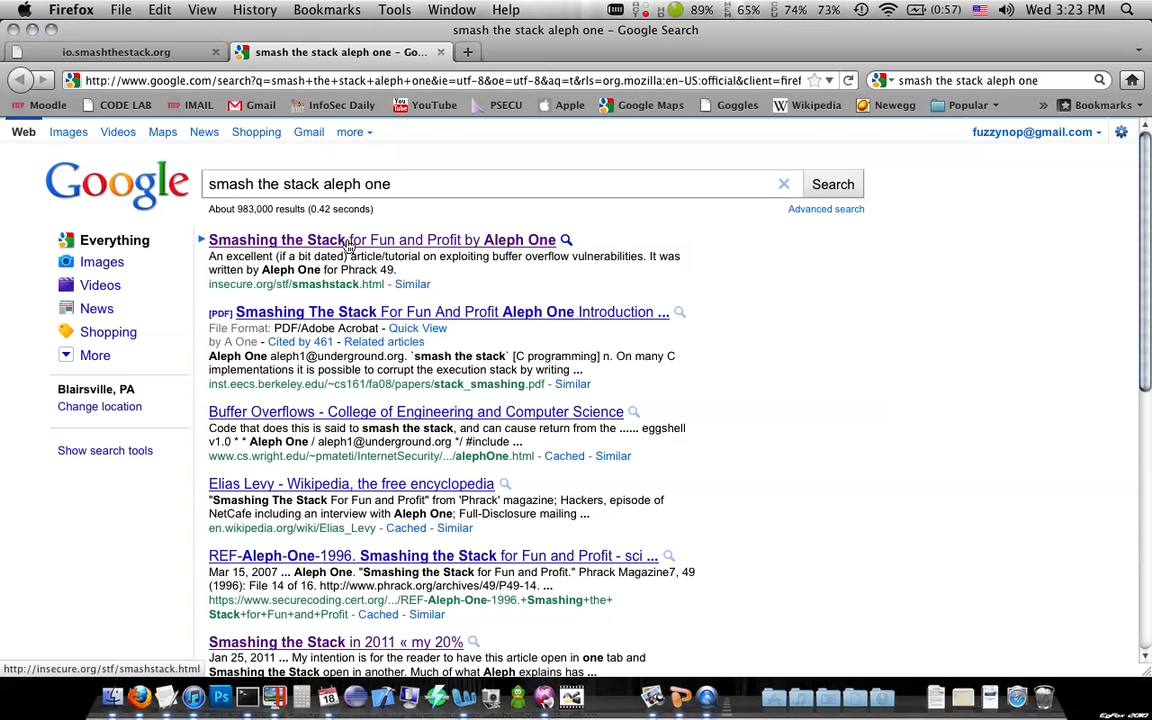 Firefox File Edit View History Bookmarks Tools Window Help 89% 65% 74% 73% (0:57) Wed 3:23 PM
smash the stack aleph one - Google Search
io.smashthestack.org smash the stack aleph one - Go...
http://www.google.com/search?q=smash+the+stack+aleph+one&ie=utf-8&oe=utf-8&aq=t&rls=org.mozilla:en-US:official&client=firef smash the stack aleph one
Moodle CODE LAB IMAIL Gmail InfoSec Daily YouTube PSECU Apple Google Maps Goggles Wikipedia Newegg Popular Bookmarks
Web Images Videos Maps News Shopping Gmail more fuzzynop@gmail.com
Google smash the stack aleph one Search
About 983,000 results (0.42 seconds) Advanced search
Everything
Images
Videos
News
Shopping
More
Blairsville, PA
Change location
Show search tools
Smashing the Stack for Fun and Profit by Aleph One
An excellent (if a bit dated) article/tutorial on exploiting buffer overflow vulnerabilities. It was
written by Aleph One for Phrack 49.
insecure.org/stf/smashstack.html - Similar
[PDF] Smashing The Stack For Fun And Profit Aleph One Introduction ...
File Format: PDF/Adobe Acrobat - Quick View
by A One - Cited by 461 - Related articles
Aleph One aleph1@underground.org. `smash the stack` [C programming] n. On many C
implementations it is possible to corrupt the execution stack by writing ...
inst.eecs.berkeley.edu/~cs161/fa08/papers/stack_smashing.pdf - Similar
Buffer Overflows - College of Engineering and Computer Science
Code that does this is said to smash the stack, and can cause return from the ...... eggshell
v1.0 * * Aleph One / aleph1@underground.org */ #include ...
www.cs.wright.edu/~pmateti/InternetSecurity/.../alephOne.html - Cached - Similar
Elias Levy - Wikipedia, the free encyclopedia
"Smashing The Stack For Fun and Profit" from 'Phrack' magazine; Hackers, episode of
NetCafe including an interview with Aleph One; Full-Disclosure mailing ...
en.wikipedia.org/wiki/Elias_Levy - Cached - Similar
REF-Aleph-One-1996. Smashing the Stack for Fun and Profit - sci ...
Mar 15, 2007 ... Aleph One. "Smashing the Stack for Fun and Profit." Phrack Magazine7, 49
(1996): File 14 of 16. http://www.phrack.org/archives/49/P49-14. ...
https://www.securecoding.cert.org/.../REF-Aleph-One-1996.+Smashing+the+
Stack+for+Fun+and+Profit - Cached - Similar
Smashing the Stack in 2011 « my 20%
Jan 25, 2011 ... My intention is for the reader to have this article open in one tab and
Smashing the Stack open in another. Much of what Aleph explains has ...
http://insecure.org/stf/smashstack.html